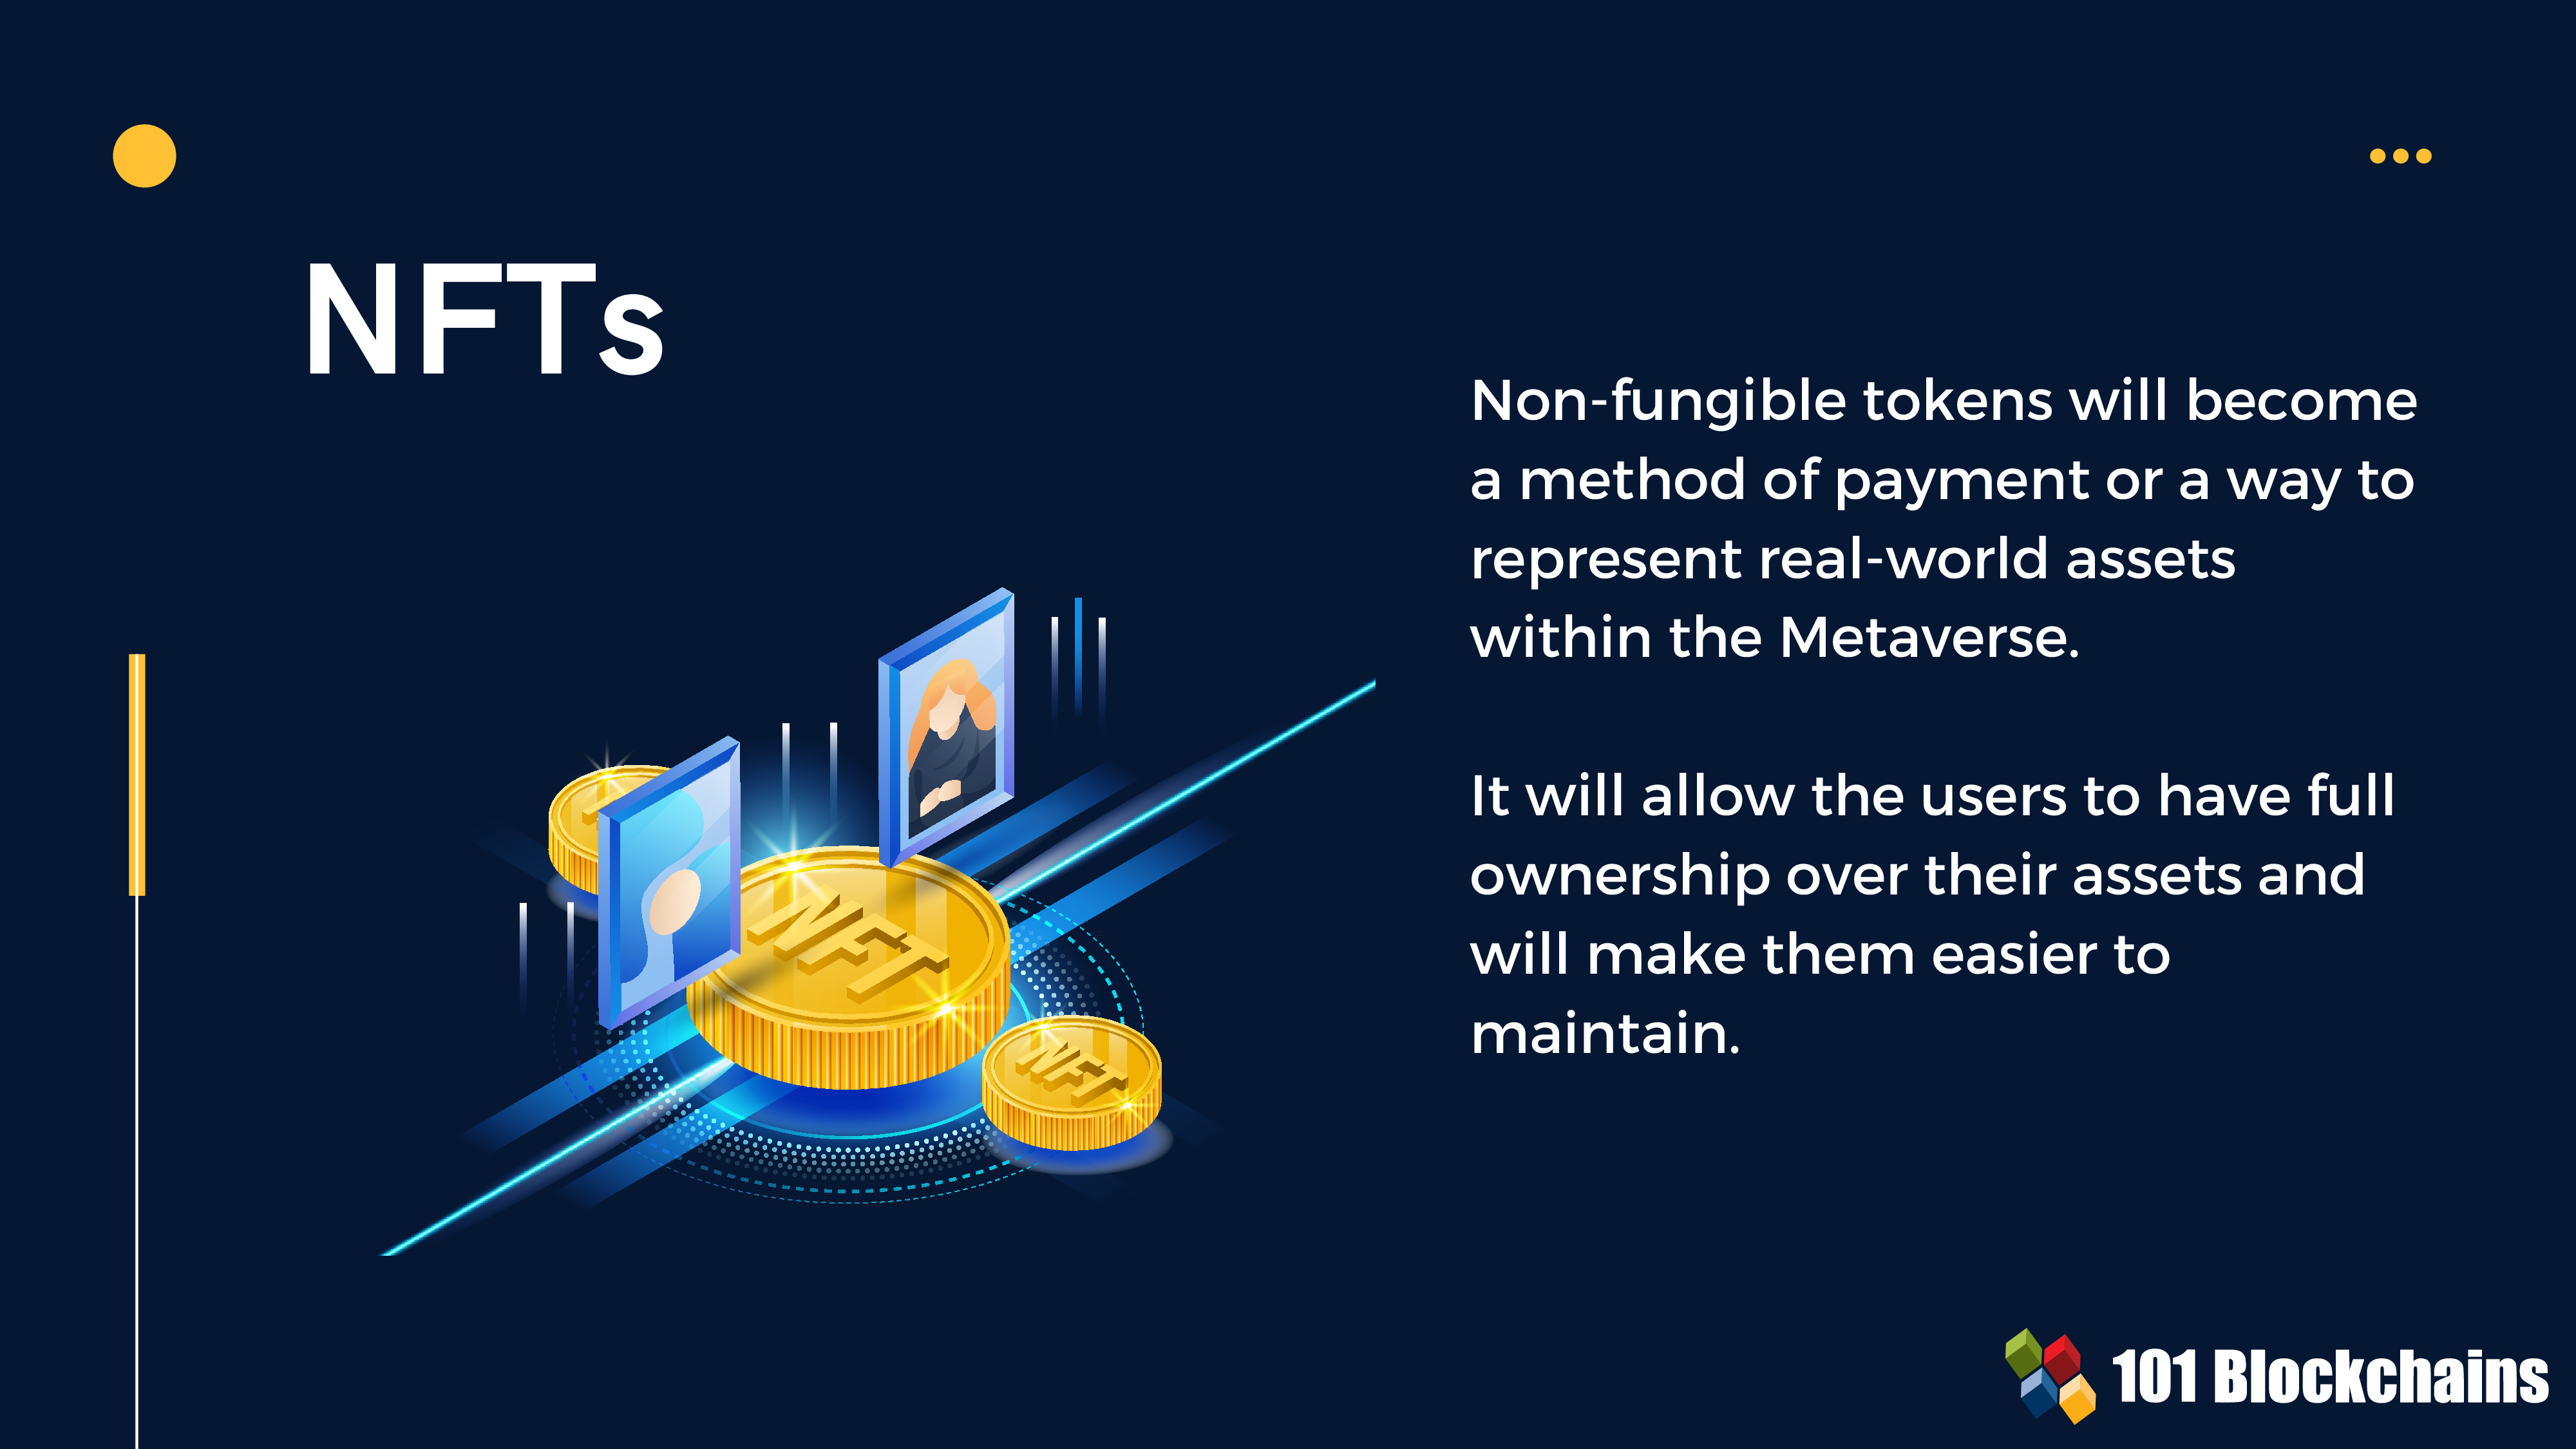 NFTs
Non-fungible tokens will become
a method of payment or a way to
represent real-world assets
within the Metaverse.
It will allow the users to have full
ownership over their assets and
will make them easier to
maintain.
NFT
NFT
101 Blockchains